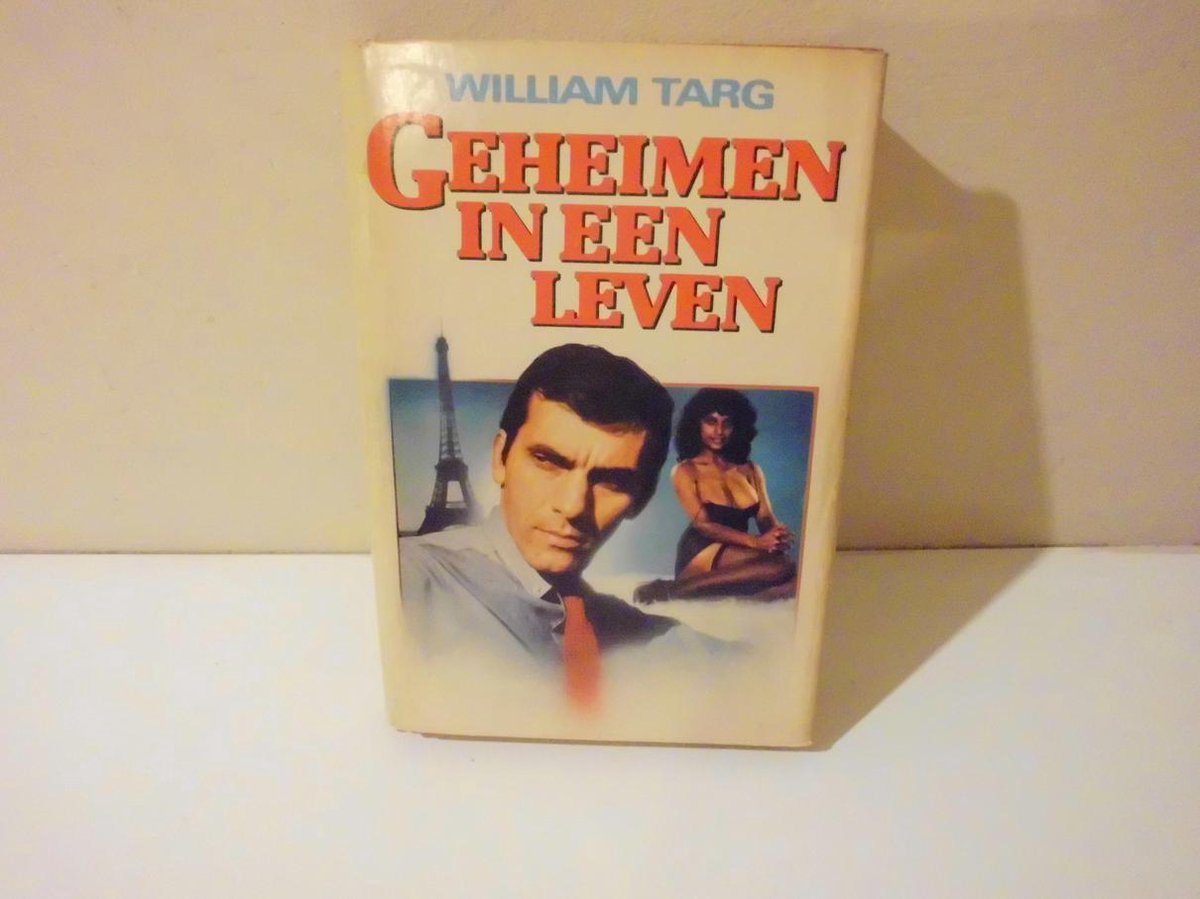 WILLIAM TARG
GEHEIMEN
IN EEN
LEVEN